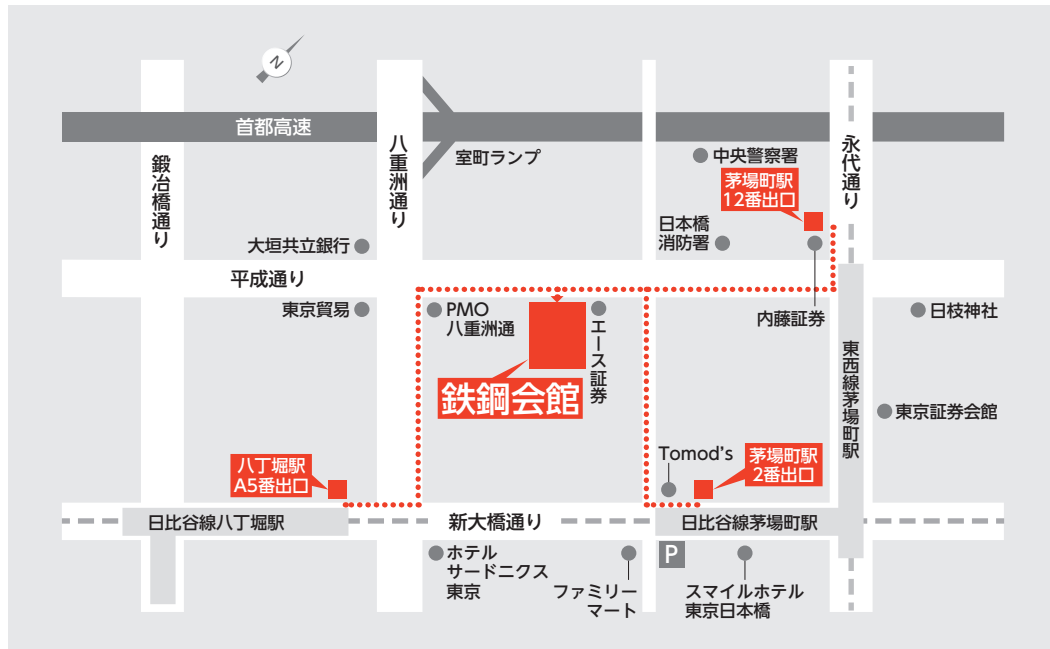 N
首都高速
鍛冶橋通り
八重洲通り
室町ランプ
中央警察署
永代通り
茅場町駅
12番出口
日本橋
消防署
大垣共立銀行
平成通り
東京貿易
PMO
八重洲通
エース証券
内藤証券
日枝神社
鉄鋼会館
東西線茅場町駅
東京証券会館
八丁堀駅
A5番出口
Tomod's
茅場町駅
2番出口
日比谷線八丁堀駅
新大橋通り
日比谷線茅場町駅
P
ホテル
サードニクス
東京
ファミリー
マート
スマイルホテル
東京日本橋